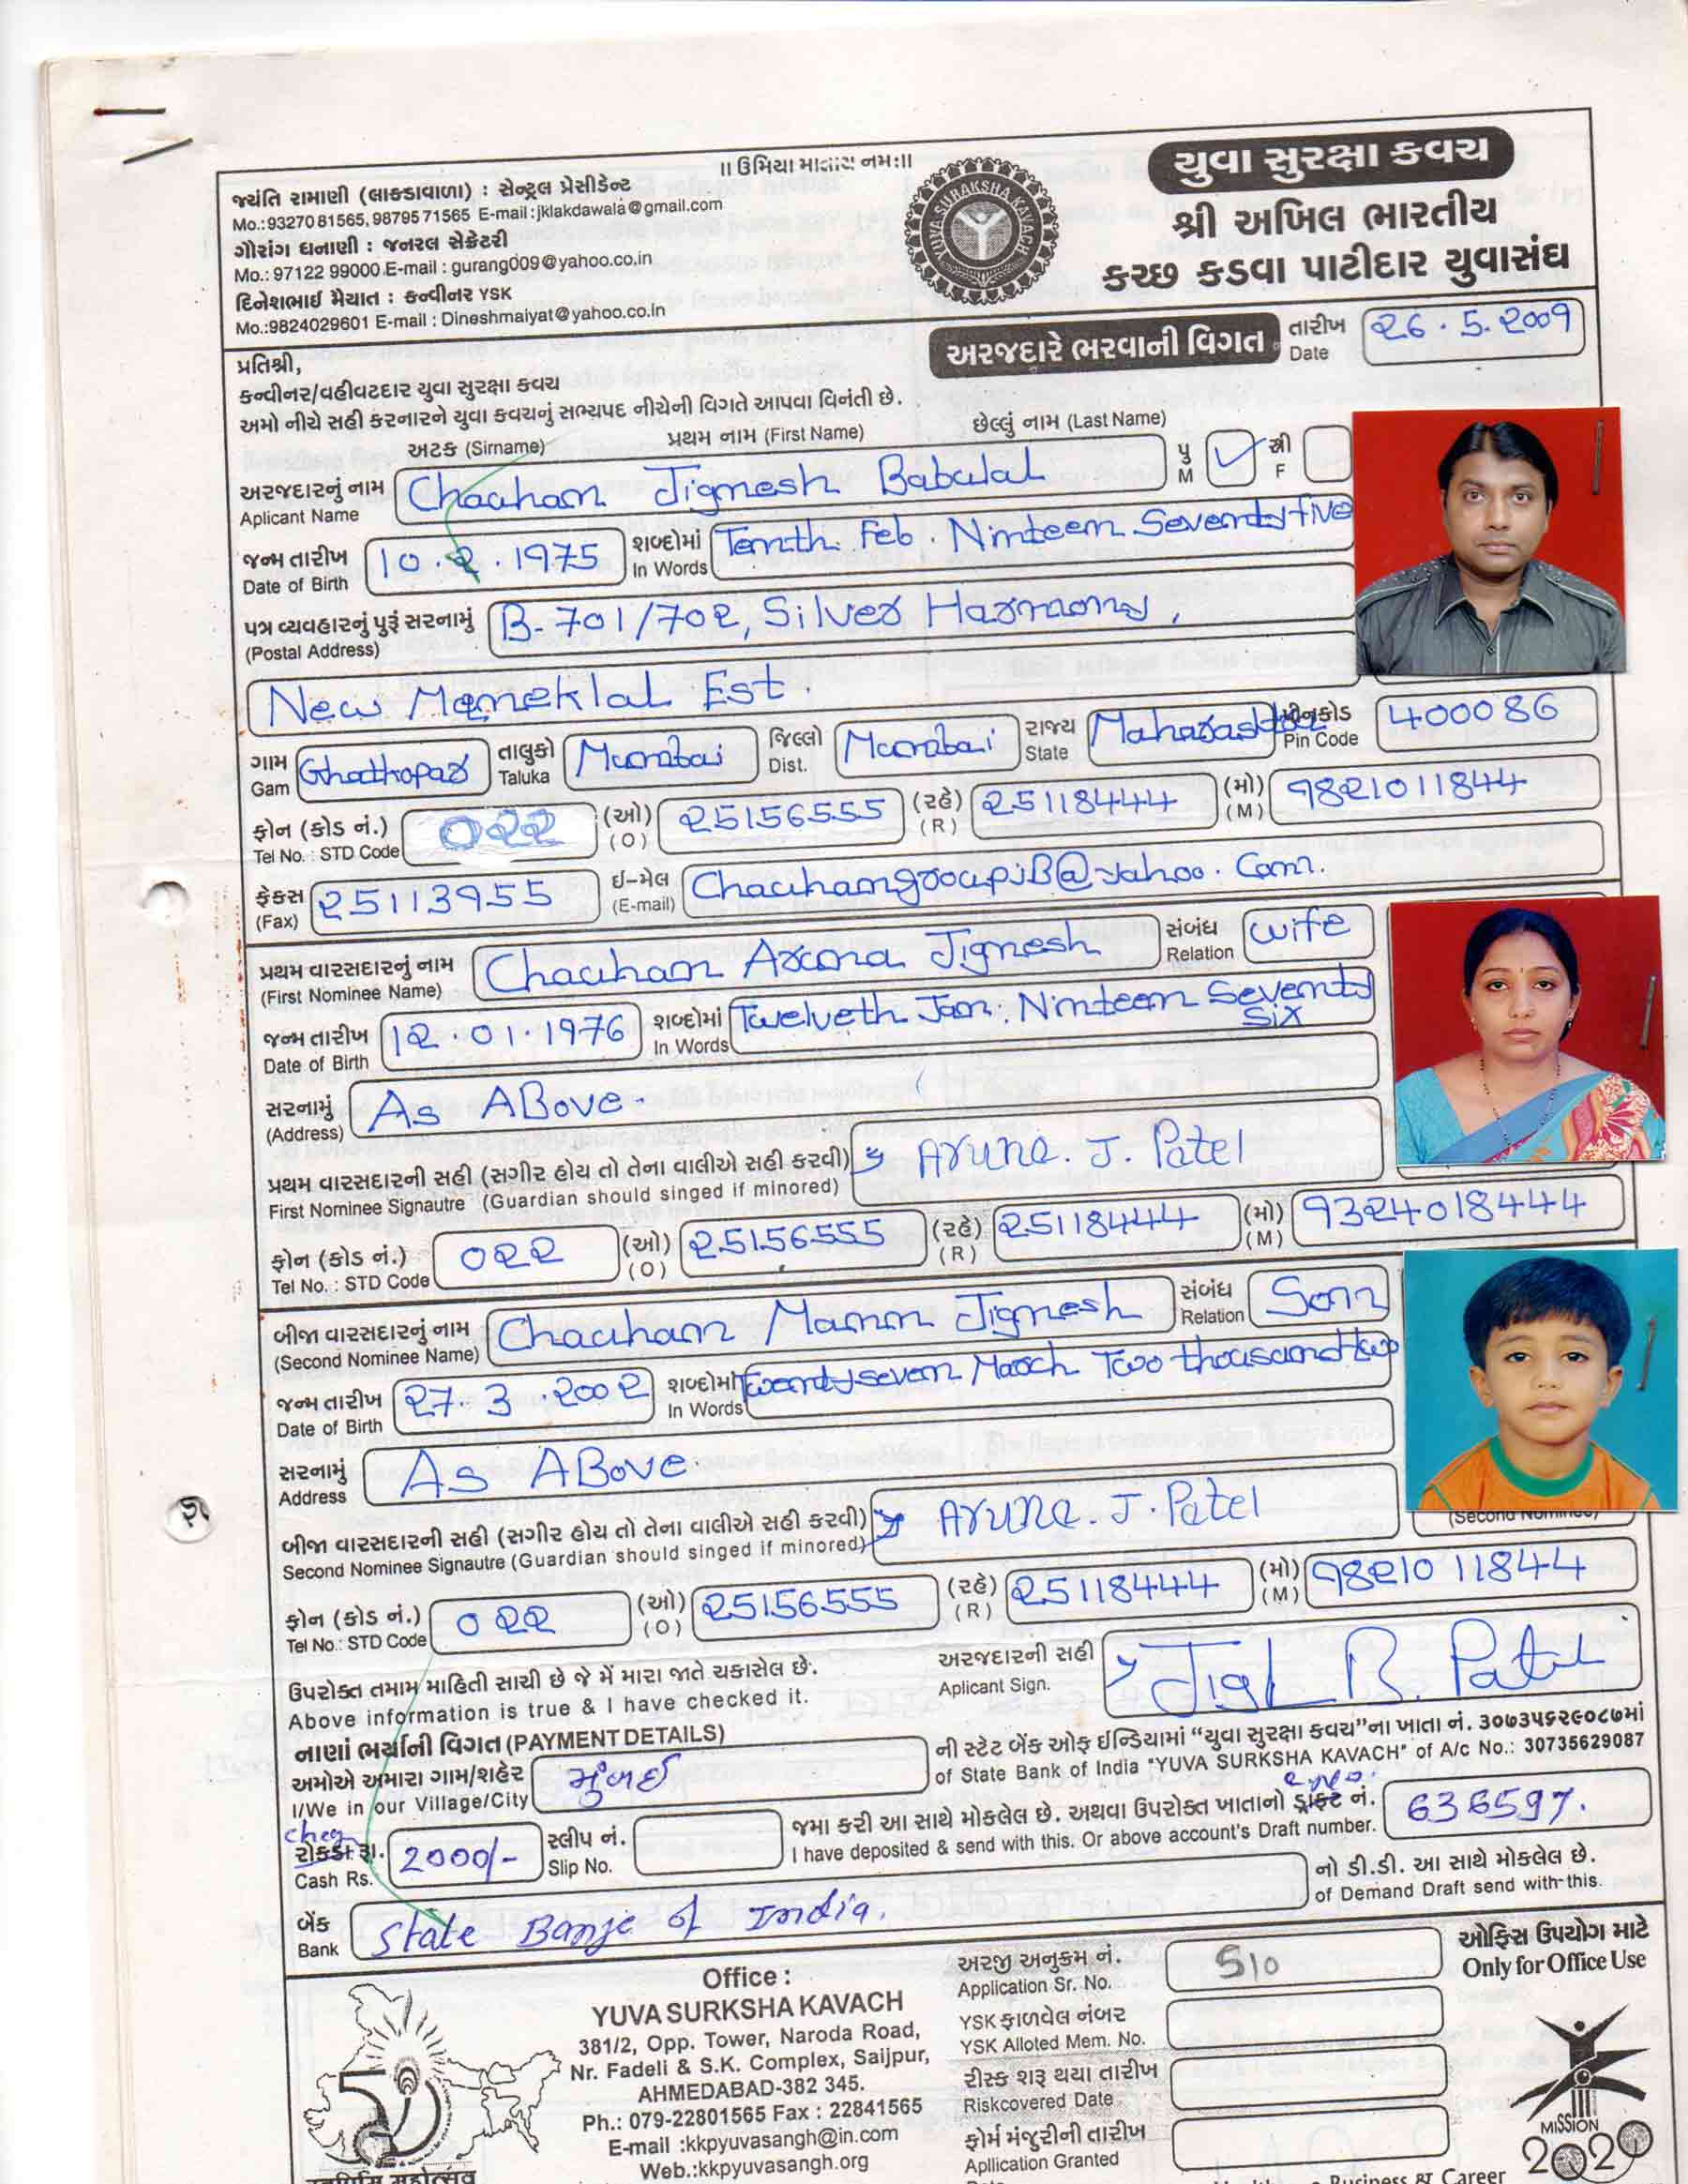 ॥ ઉમિયા માતાય નમઃ॥
જયંતિ રામાણી (લાકડાવાળા) : સેન્ટ્રલ પ્રેસીડેન્ટ
Mo.:9327081565, 9879571565 E-mail:jklakdawala@gmail.com
ગૌરાંગ ધનાણી : જનરલ સેક્રેટરી
Mo.: 97122 99000 E-mail : gurang009@yahoo.co.in
દિનેશભાઈ મૈયાત : કન્વીનર YSK
Mo.:9824029601 E-mail : Dineshmaiyat@yahoo.co.in
YUVA SURAKSHA KAVACH
યુવા સુરક્ષા કવચ
શ્રી અખિલ ભારતીય
કચ્છ કડવા પાટીદાર યુવાસંઘ
અરજદારે ભરવાની વિગત તારીખ Date 26.5.2009
પ્રતિશ્રી,
કન્વીનર/વહીવટદાર યુવા સુરક્ષા કવચ
અમો નીચે સહી કરનારને યુવા કવચનું સભ્યપદ નીચેની વિગતે આપવા વિનંતી છે.
અટક (Sirname) પ્રથમ નામ (First Name) છેલ્લું નામ (Last Name)
અરજદારનું નામ Aplicant Name Chauhan Jignesh Babulal પુ M સ્ત્રી F
જન્મ તારીખ Date of Birth 10.2.1975 શબ્દોમાં In Words Tenth Feb. Ninteen Seventy five
પત્ર વ્યવહારનું પુરૂં સરનામું (Postal Address) B-701/702, Silver Harmony,
New Maneklal Est.
ગામ Gam Ghathopar તાલુકો Taluka Mumbai જિલ્લો Dist. Mumbai રાજ્ય State Maharashtra પીનકોડ Pin Code 400086
ફોન (કોડ નં.) Tel No. : STD Code 022 (ઓ) (O) 25156555 (રહે) (R) 25118444 (મો) (M) 9821011844
ફેક્સ (Fax) 25113955 ઈ-મેલ (E-mail) Chauhangroupjb@yahoo.Com.
પ્રથમ વારસદારનું નામ (First Nominee Name) Chauhan Aruna Jignesh સંબંધ Relation wife
જન્મ તારીખ Date of Birth 12.01.1976 શબ્દોમાં In Words Twelveth Jan. Ninteen Seventy Six
સરનામું (Address) As ABove.
પ્રથમ વારસદારની સહી (સગીર હોય તો તેના વાલીએ સહી કરવી) Aruna. J. Patel
First Nominee Signautre (Guardian should singed if minored)
ફોન (કોડ નં.) Tel No. : STD Code 022 (ઓ) (O) 25156555 (રહે) (R) 25118444 (મો) (M) 9324018444
બીજા વારસદારનું નામ (Second Nominee Name) Chauhan Mann Jignesh સંબંધ Relation Sonn
જન્મ તારીખ Date of Birth 27.3.2002 શબ્દોમાં In Words Twenty seven March Two thousand two
સરનામું Address As ABove
(Second Nominee)
બીજા વારસદારની સહી (સગીર હોય તો તેના વાલીએ સહી કરવી) Aruna. J. Patel
Second Nominee Signautre (Guardian should singed if minored)
ફોન (કોડ નં.) Tel No.: STD Code 022 (ઓ) (O) 25156555 (રહે) (R) 25118444 (મો) (M) 98210 11844
ઉપરોક્ત તમામ માહિતી સાચી છે જે મેં મારા જાતે ચકાસેલ છે. અરજદારની સહી
Above information is true & I have checked it. Aplicant Sign. B. Patel
નાણાં ભર્યાની વિગત (PAYMENT DETAILS) ની સ્ટેટ બેંક ઓફ ઈન્ડિયામાં “યુવા સુરક્ષા કવચ”ના ખાતા નં. ૩૦૭૩૫૬૨૯૦૮૭માં
અમોએ અમારા ગામ/શહેર મુંબઈ of State Bank of India "YUVA SURKSHA KAVACH" of A/c No.: 30735629087
I/We in our Village/City
cheq રોકડા રૂા. Cash Rs. 2000/- સ્લીપ નં. Slip No. જમા કરી આ સાથે મોકલેલ છે. અથવા ઉપરોક્ત ખાતાનો ડ્રાફ્ટ નં. 636597.
I have deposited & send with this. Or above account's Draft number.
નો ડી.ડી. આ સાથે મોકલેલ છે.
of Demand Draft send with-this.
બેંક Bank State Bank of India.
Office :
YUVA SURKSHA KAVACH
381/2, Opp. Tower, Naroda Road,
Nr. Fadeli & S.K. Complex, Saijpur,
AHMEDABAD-382 345.
Ph.: 079-22801565 Fax : 22841565
E-mail :kkpyuvasangh@in.com
Web.:kkpyuvasangh.org
અરજી અનુક્રમ નં. Application Sr. No. 510
YSK ફાળવેલ નંબર YSK Alloted Mem. No.
રીસ્ક શરૂ થયા તારીખ Riskcovered Date
ફોર્મ મંજુરીની તારીખ Apllication Granted
ઓફિસ ઉપયોગ માટે
Only for Office Use
MISSION
2020
Business & Career